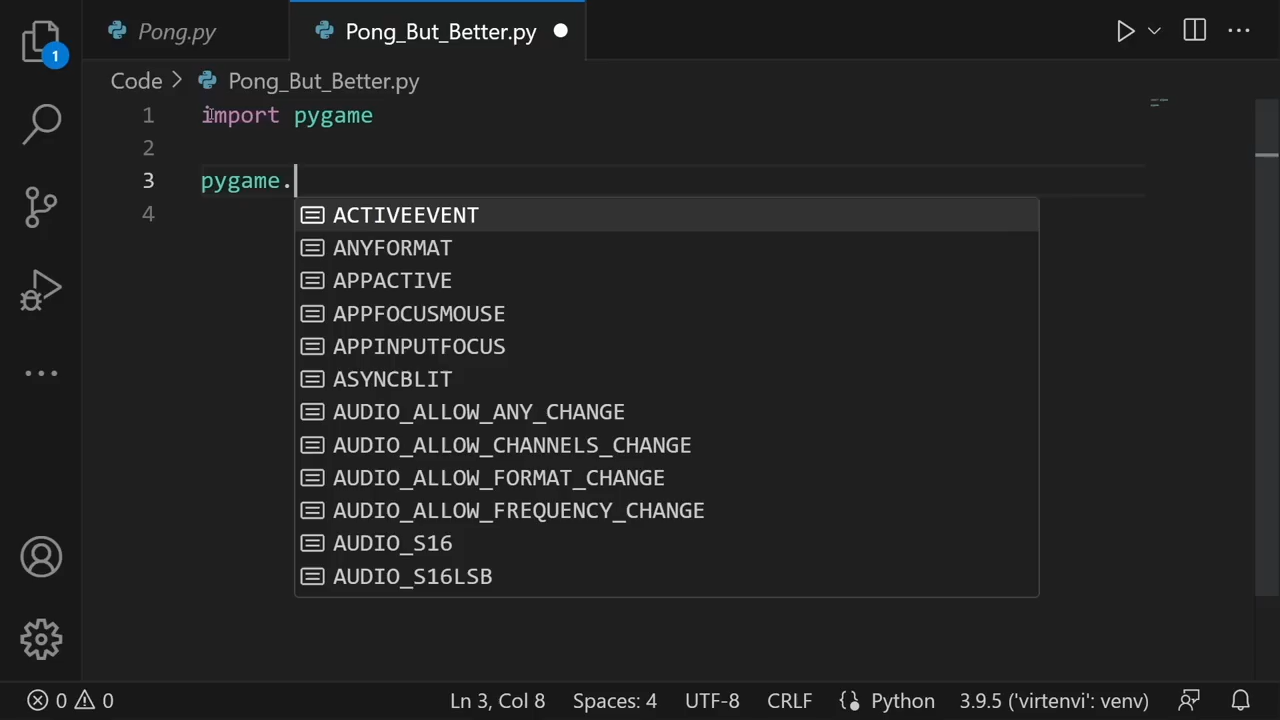 1
Pong.py
Pong_But_Better.py
Code > Pong_But_Better.py
1 import pygame
2
3 pygame.
4
ACTIVEEVENT
ANYFORMAT
APPACTIVE
APPFOCUSMOUSE
APPINPUTFOCUS
ASYNCBLIT
AUDIO_ALLOW_ANY_CHANGE
AUDIO_ALLOW_CHANNELS_CHANGE
AUDIO_ALLOW_FORMAT_CHANGE
AUDIO_ALLOW_FREQUENCY_CHANGE
AUDIO_S16
AUDIO_S16LSB
0 0 Ln 3, Col 8 Spaces: 4 UTF-8 CRLF Python 3.9.5 ('virtenvi': venv)